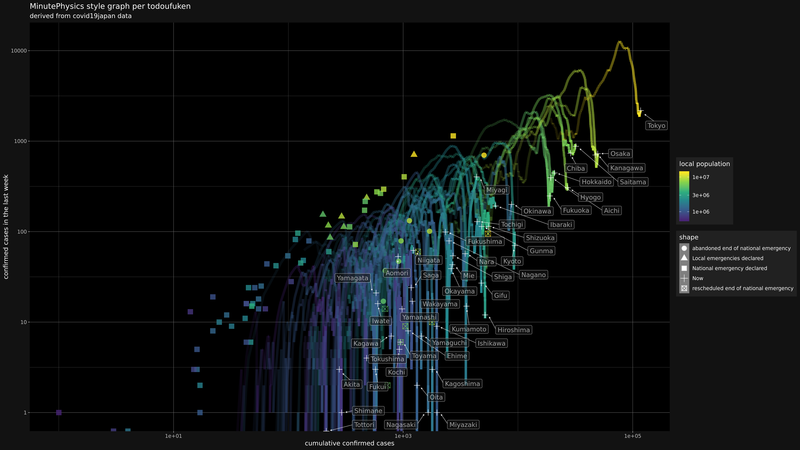 MinutePhysics style graph per todoufuken
derived from covid19japan data
confirmed cases in the last week
10000
1000
100
10
1
1e+01
1e+03
1e+05
cumulative confirmed cases
Tokyo
Osaka
Chiba
Kanagawa
Hokkaido
Saitama
Miyagi
Hyogo
Okinawa
Fukuoka
Aichi
Tochigi
Ibaraki
Fukushima
Shizuoka
Gunma
Niigata
Nara
Kyoto
Yamagata
Aomori
Saga
Mie
Shiga
Nagano
Okayama
Gifu
Wakayama
Iwate
Yamanashi
Kumamoto
Hiroshima
Kagawa
Yamaguchi
Ishikawa
Tokushima
Toyama
Ehime
Kochi
Akita
Fukui
Kagoshima
Oita
Shimane
Tottori
Nagasaki
Miyazaki
local population
1e+07
3e+06
1e+06
shape
abandoned end of national emergency
Local emergencies declared
National emergency declared
Now
rescheduled end of national emergency